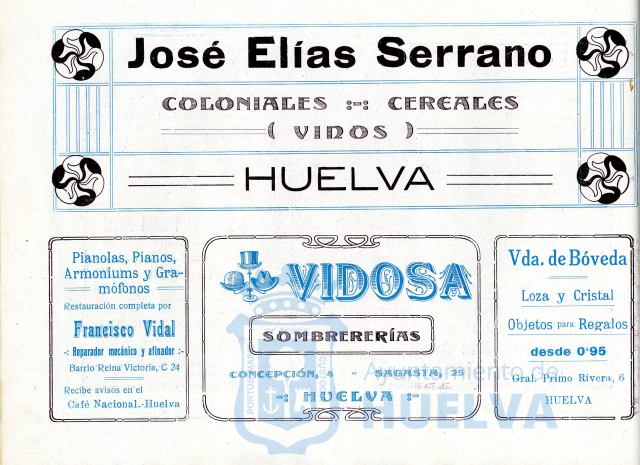 José Elías Serrano
COLONIALES :-: CEREALES
( VINOS )
HUELVA
Pianolas, Pianos,
Armoniums y Gra-
mófonos
Restauración completa por
Francisco Vidal
-: Reparador mecánico y afinador :-
Barrio Reina Victoria, C 24
Recibe avisos en el
Café Nacional.-Huelva
VIDOSA
SOMBRERERÍAS
CONCEPCIÓN, 4 - SAGASTA, 25
-: HUELVA :-
Vda. de Bóveda
Loza y Cristal
Objetos para Regalos
desde 0'95
Gral. Primo Rivera, 6
HUELVA
Ayuntamiento de
HUELVA